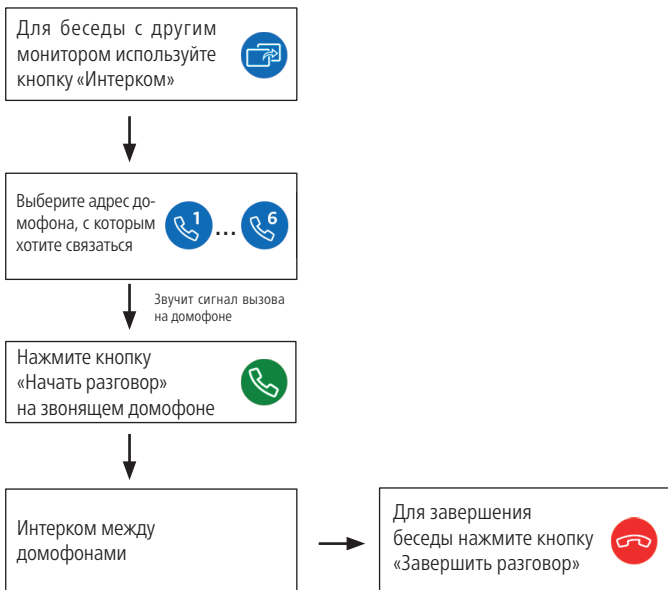 Для беседы с другим
монитором используйте
кнопку «Интерком»
Выберите адрес до-
мофона, с которым
хотите связаться
1 ... 6
Звучит сигнал вызова
на домофоне
Нажмите кнопку
«Начать разговор»
на звонящем домофоне
Интерком между
домофонами
Для завершения
беседы нажмите кнопку
«Завершить разговор»